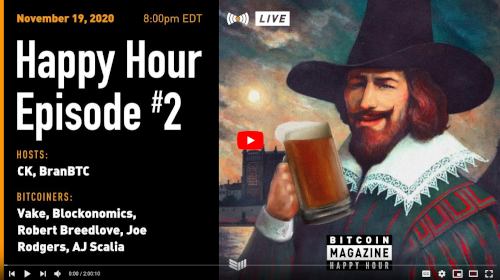 November 19, 2020 8:00pm EDT
LIVE
Happy Hour
Episode #2
HOSTS:
CK, BranBTC
BITCOINERS:
Vake, Blockonomics,
Robert Breedlove, Joe
Rodgers, AJ Scalia
BITCOIN
MAGAZINE
HAPPY HOUR
0:00 / 2:00:10